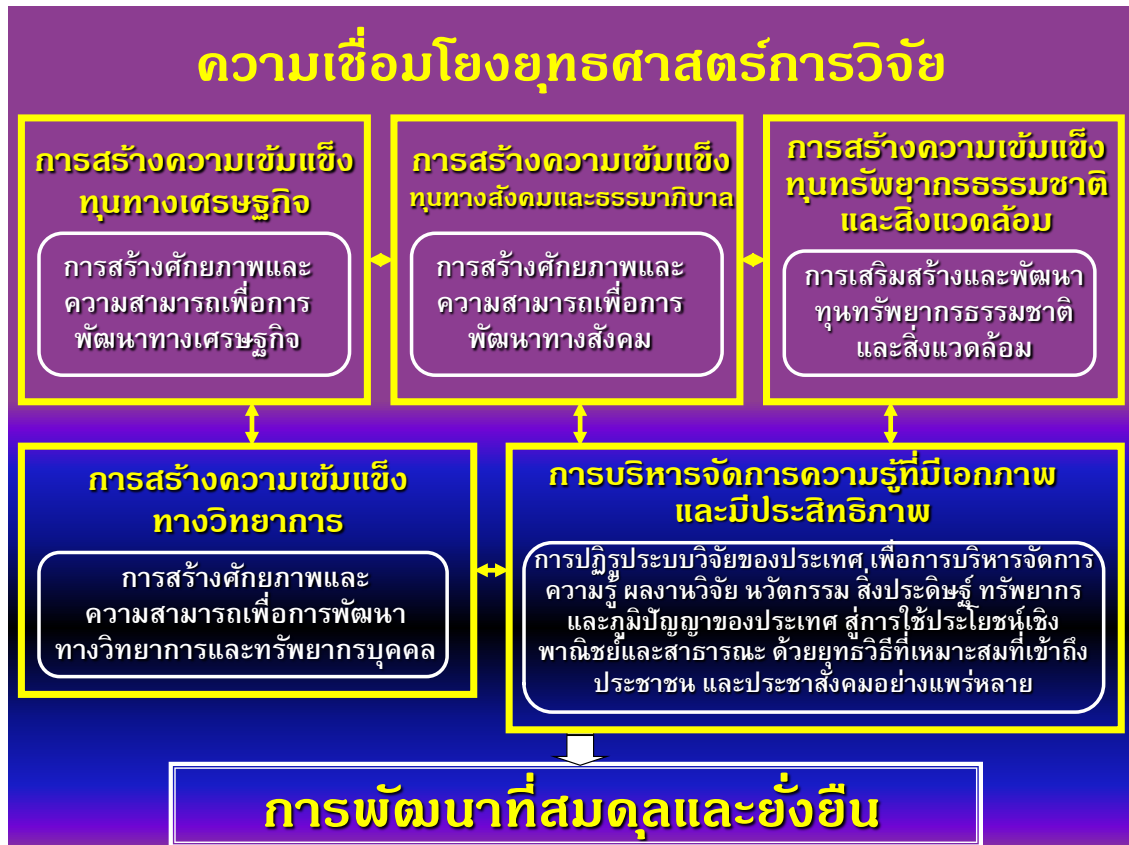 ความเชื่อมโยงยุทธศาสตร์การวิจัย
การสร้างความเข้มแข็ง
ทุนทางเศรษฐกิจ
การสร้างศักยภาพและ
ความสามารถเพื่อการ
พัฒนาทางเศรษฐกิจ
การสร้างความเข้มแข็ง
ทุนทางสังคมและธรรมาภิบาล
การสร้างศักยภาพและ
ความสามารถเพื่อการ
พัฒนาทางสังคม
การสร้างความเข้มแข็ง
ทุนทรัพยากรธรรมชาติ
และสิ่งแวดล้อม
การเสริมสร้างและพัฒนา
ทุนทรัพยากรธรรมชาติ
และสิ่งแวดล้อม
การสร้างความเข้มแข็ง
ทางวิทยาการ
การสร้างศักยภาพและ
ความสามารถเพื่อการพัฒนา
ทางวิทยาการและทรัพยากรบุคคล
การบริหารจัดการความรู้ที่มีเอกภาพ
และมีประสิทธิภาพ
การปฏิรูประบบวิจัยของประเทศ เพื่อการบริหารจัดการ
ความรู้ ผลงานวิจัย นวัตกรรม สิ่งประดิษฐ์ ทรัพยากร
และภูมิปัญญาของประเทศ สู่การใช้ประโยชน์เชิง
พาณิชย์และสาธารณะ ด้วยยุทธวิธีที่เหมาะสมที่เข้าถึง
ประชาชน และประชาสังคมอย่างแพร่หลาย
การพัฒนาที่สมดุลและยั่งยืน